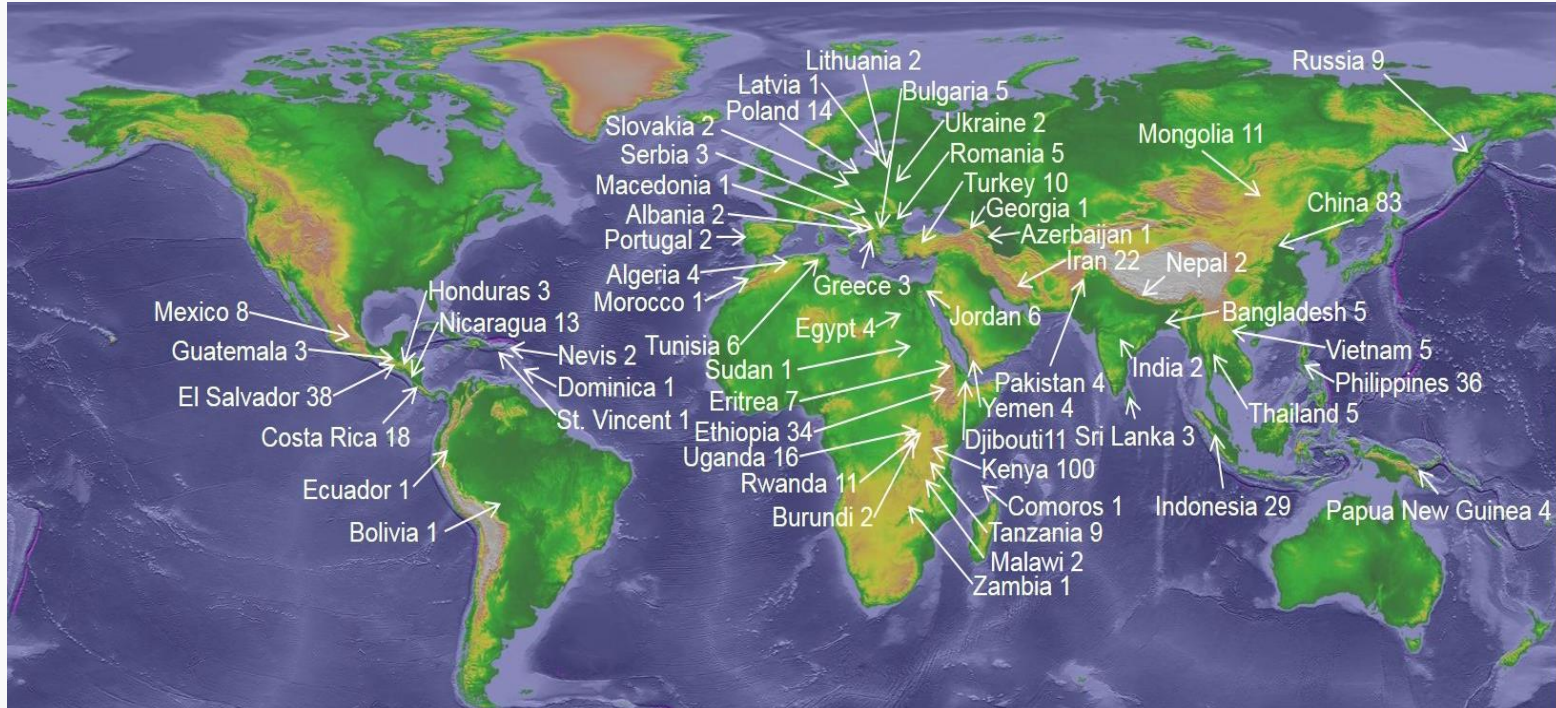 Lithuania 2
Russia 9
Latvia 1
Bulgaria 5
Poland 14
Slovakia 2
Ukraine 2
Mongolia 11
Serbia 3
Romania 5
Macedonia 1
Turkey 10
Albania 2
Georgia 1
China 83
Portugal 2
Azerbaijan 1
Iran 22
Nepal 2
Algeria 4
Greece 3
Morocco 1
Honduras 3
Mexico 8
Nicaragua 13
Egypt 4
Jordan 6
Bangladesh 5
Tunisia 6
Guatemala 3
Nevis 2
Sudan 1
Vietnam 5
India 2
El Salvador 38
Dominica 1
Pakistan 4
Philippines 36
Eritrea 7
Yemen 4
Thailand 5
St. Vincent 1
Costa Rica 18
Ethiopia 34
Djibouti11
Sri Lanka 3
Uganda 16
Kenya 100
Rwanda 11
Ecuador 1
Comoros 1
Indonesia 29
Papua New Guinea 4
Burundi 2
Bolivia 1
Tanzania 9
Malawi 2
Zambia 1